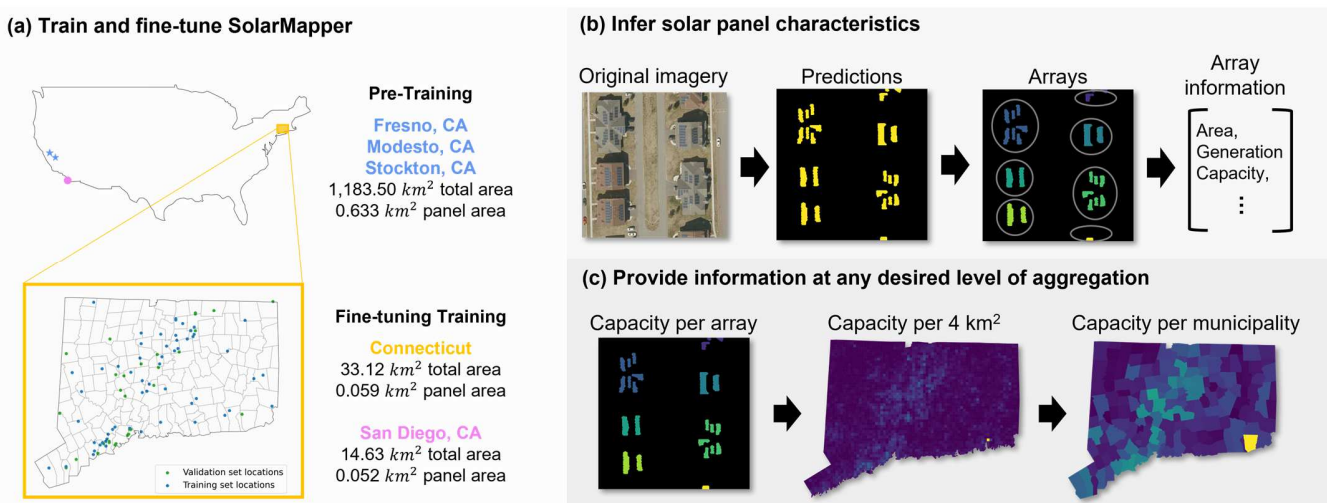 (a) Train and fine-tune SolarMapper
Pre-Training
Fresno, CA
Modesto, CA
Stockton, CA
1,183.50 km² total area
0.633 km² panel area
Fine-tuning Training
Connecticut
33.12 km² total area
0.059 km² panel area
San Diego, CA
14.63 km² total area
0.052 km² panel area
Validation set locations
Training set locations
(b) Infer solar panel characteristics
Original imagery
Predictions
Arrays
Array
information
Area,
Generation
Capacity,
⋮
(c) Provide information at any desired level of aggregation
Capacity per array
Capacity per 4 km²
Capacity per municipality